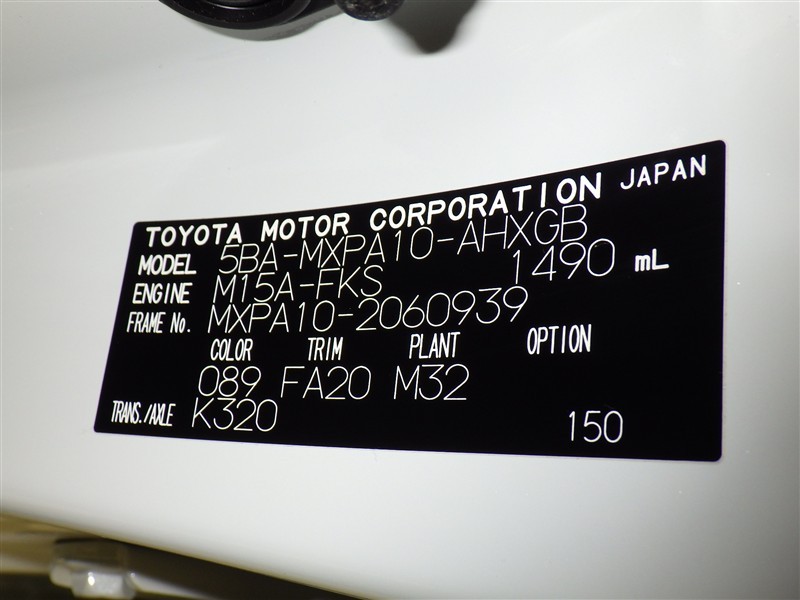 TOYOTA MOTOR CORPORATION JAPAN
MODEL 5BA-MXPA10-AHXGB
ENGINE M15A-FKS 1490 mL
FRAME No. MXPA10-2060939
COLOR TRIM PLANT OPTION
089 FA20 M32
TRANS./AXLE K320 150